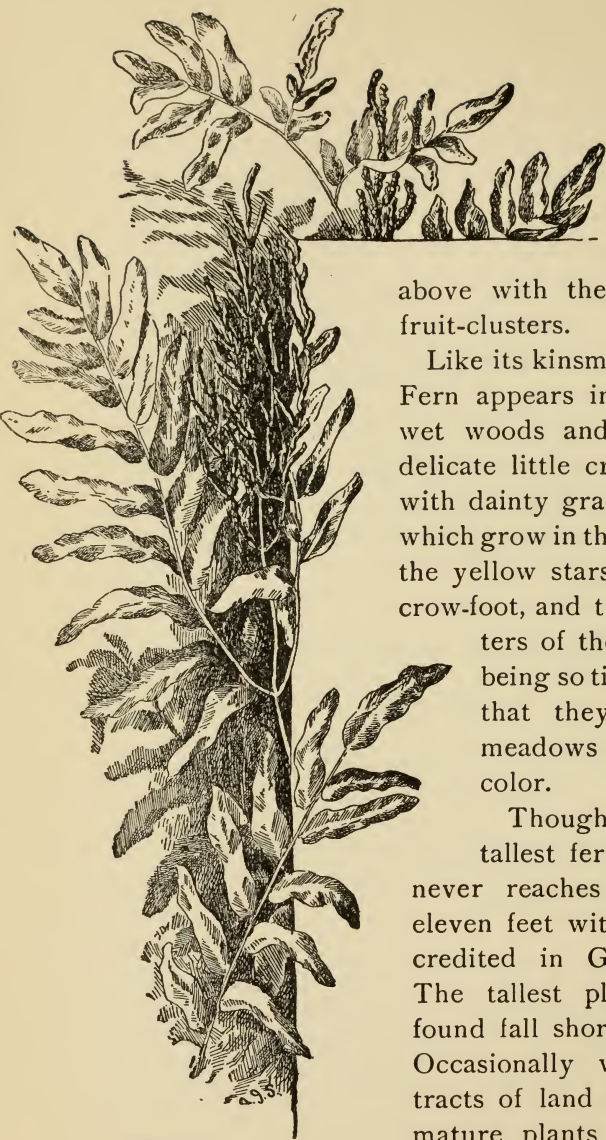 above with the
fruit-clusters.
Like its kinsm
Fern appears in
wet woods and
delicate little cr
with dainty gra
which grow in th
the yellow stars
crow-foot, and t
ters of the
being so ti
that they
meadows
color.
Though
tallest fer
never reaches
eleven feet wit
credited in G
The tallest pl
found fall shor
Occasionally v
tracts of land
mature plants
a.g.s.